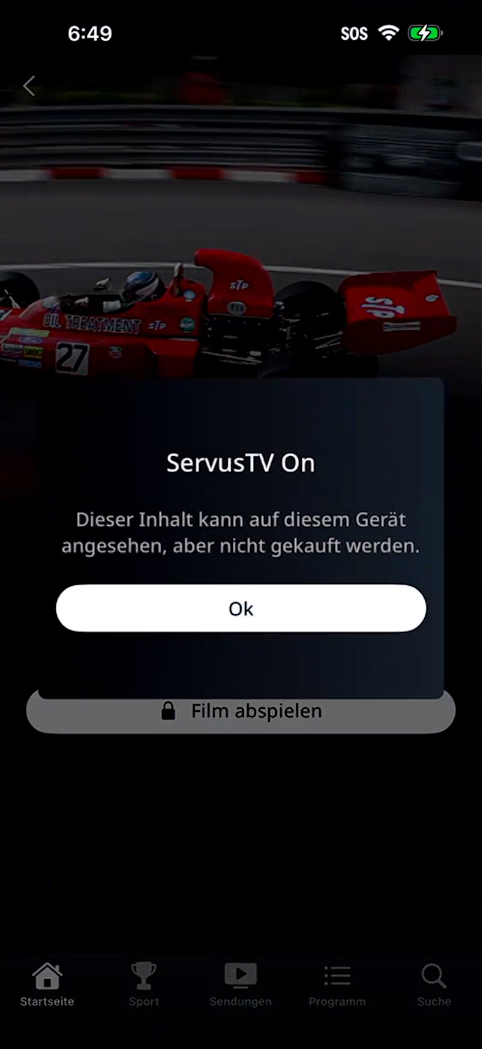 6:49 SOS
STP
OIL TREATMENT STP
STP
27
ServusTV On
Dieser Inhalt kann auf diesem Gerät
angesehen, aber nicht gekauft werden.
Ok
Film abspielen
Startseite Sport Sendungen Programm Suche